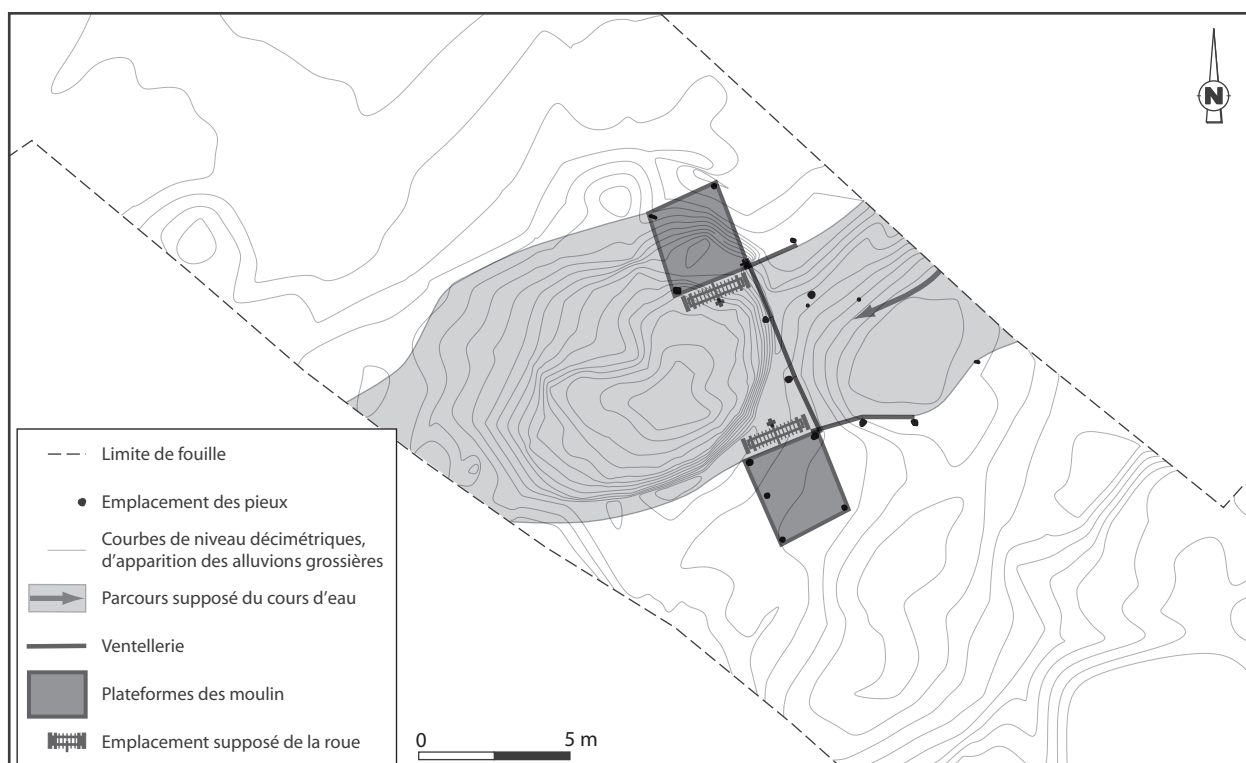 N
Limite de fouille
Emplacement des pieux
Courbes de niveau décimétriques,
d'apparition des alluvions grossières
Parcours supposé du cours d'eau
Ventellerie
Plateformes des moulin
Emplacement supposé de la roue
0 5 m